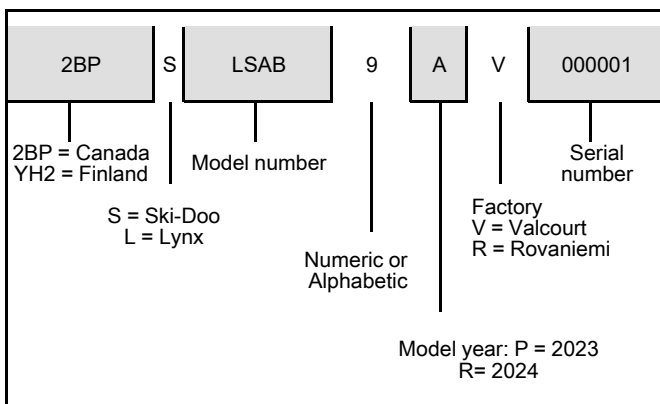 2BP S LSAB 9 A V 000001
2BP = Canada
YH2 = Finland
Model number
Serial
number
S = Ski-Doo
L = Lynx
Factory
V = Valcourt
R = Rovaniemi
Numeric or
Alphabetic
Model year: P = 2023
R= 2024